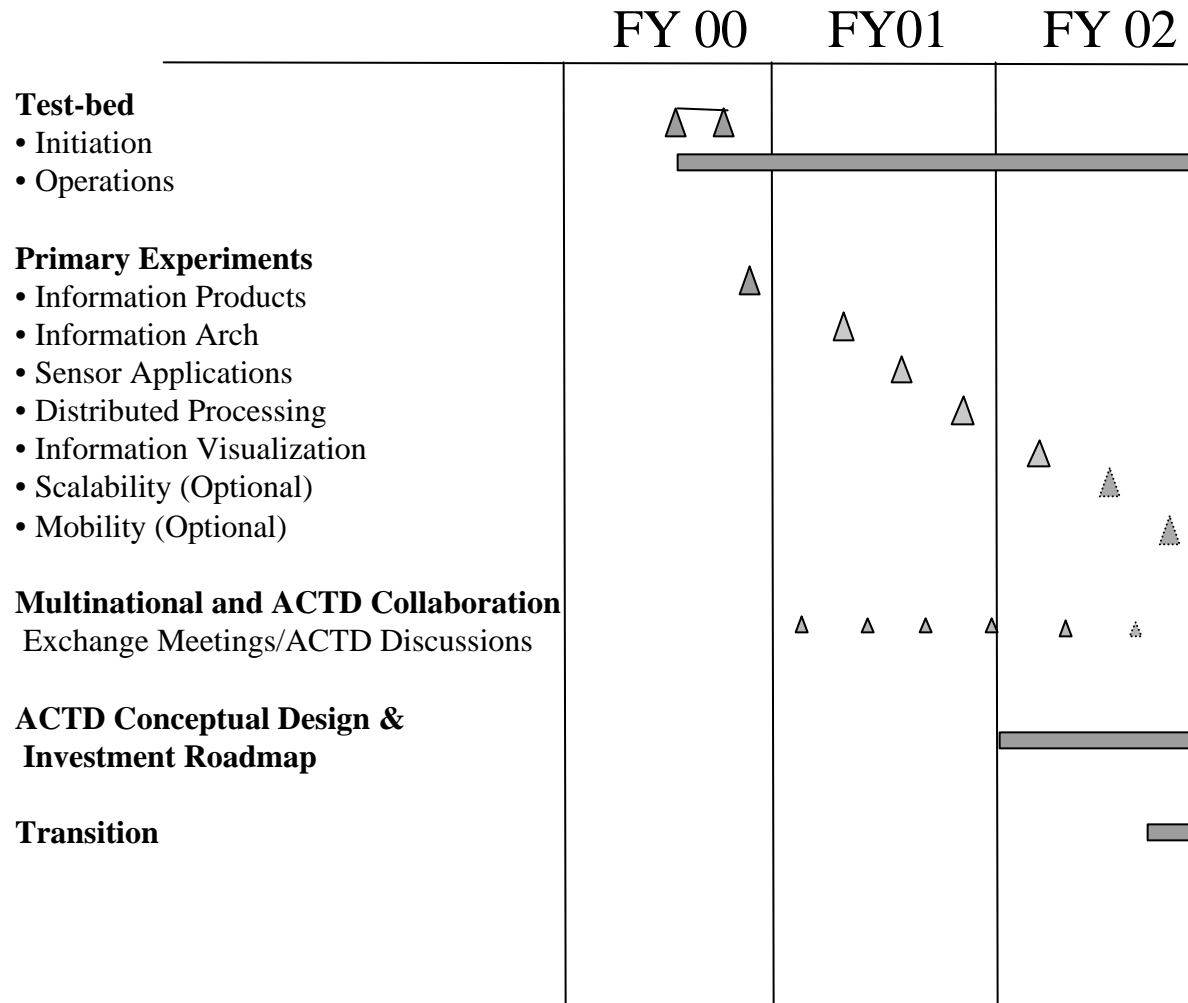 FY 00 FY01 FY 02
Test-bed
• Initiation
• Operations
Primary Experiments
• Information Products
• Information Arch
• Sensor Applications
• Distributed Processing
• Information Visualization
• Scalability (Optional)
• Mobility (Optional)
Multinational and ACTD Collaboration
Exchange Meetings/ACTD Discussions
ACTD Conceptual Design &
Investment Roadmap
Transition